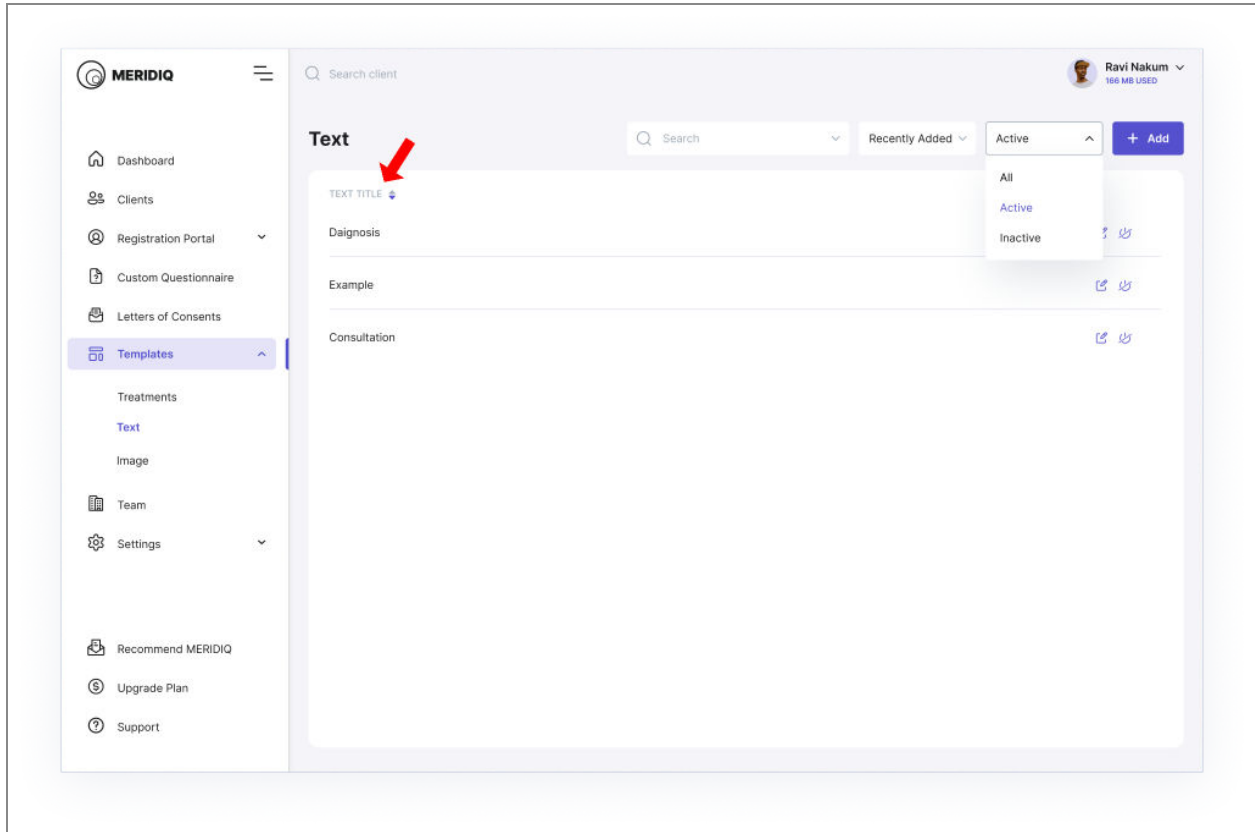 MERIDIQ
Search client
Ravi Nakum
166 MB USED
Text
Search
Recently Added
Active
+ Add
All
Active
Inactive
TEXT TITLE
Daignosis
Example
Consultation
Dashboard
Clients
Registration Portal
Custom Questionnaire
Letters of Consents
Templates
Treatments
Text
Image
Team
Settings
Recommend MERIDIQ
Upgrade Plan
Support